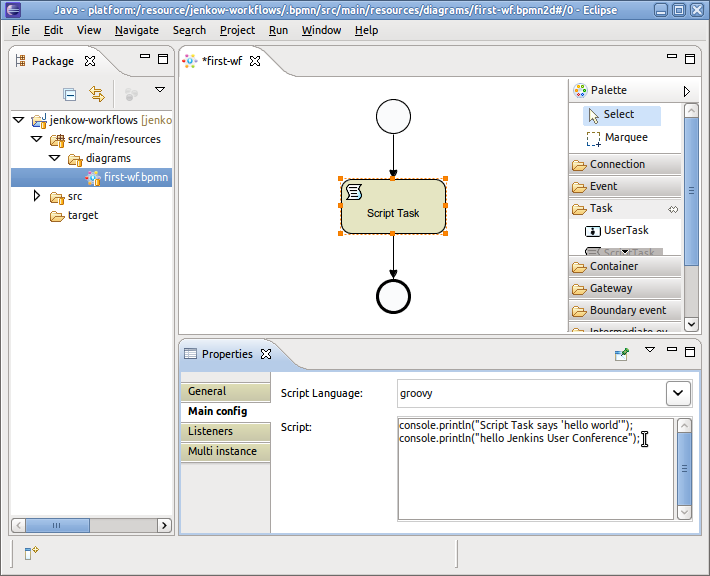 Java - platform:/resource/jenkow-workflows/.bpmn/src/main/resources/diagrams/first-wf.bpmn2d#/0 - Eclipse
File Edit View Navigate Search Project Run Window Help
Package
jenkow-workflows [jenko
src/main/resources
diagrams
first-wf.bpmn
src
target
*first-wf
Script Task
Palette
Select
Marquee
Connection
Event
Task
UserTask
ScriptTask
Container
Gateway
Boundary event
Intermediate ev
Properties
General
Main config
Listeners
Multi instance
Script Language:
groovy
Script:
console.println("Script Task says 'hello world'");
console.println("hello Jenkins User Conference");